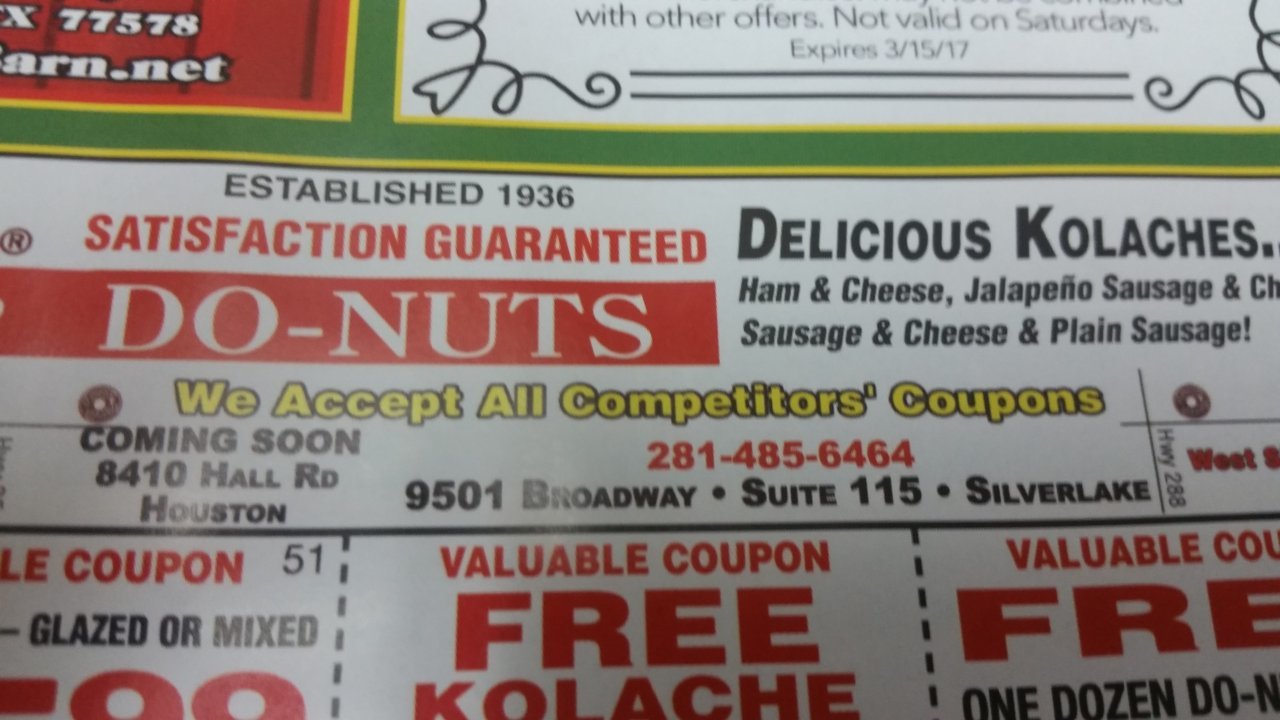 TX 77578
arn.net
with other offers. Not valid on Saturdays.
Expires 3/15/17
ESTABLISHED 1936
® SATISFACTION GUARANTEED
DO-NUTS
DELICIOUS KOLACHES..
Ham & Cheese, Jalapeño Sausage & Ch
Sausage & Cheese & Plain Sausage!
We Accept All Competitors' Coupons
COMING SOON
8410 HALL RD
HOUSTON
281-485-6464
9501 BROADWAY • SUITE 115 • SILVERLAKE
Hwy 288
West
LE COUPON 51
– GLAZED OR MIXED
99
VALUABLE COUPON
FREE
KOLACHE
VALUABLE COU
FRE
ONE DOZEN DO-N